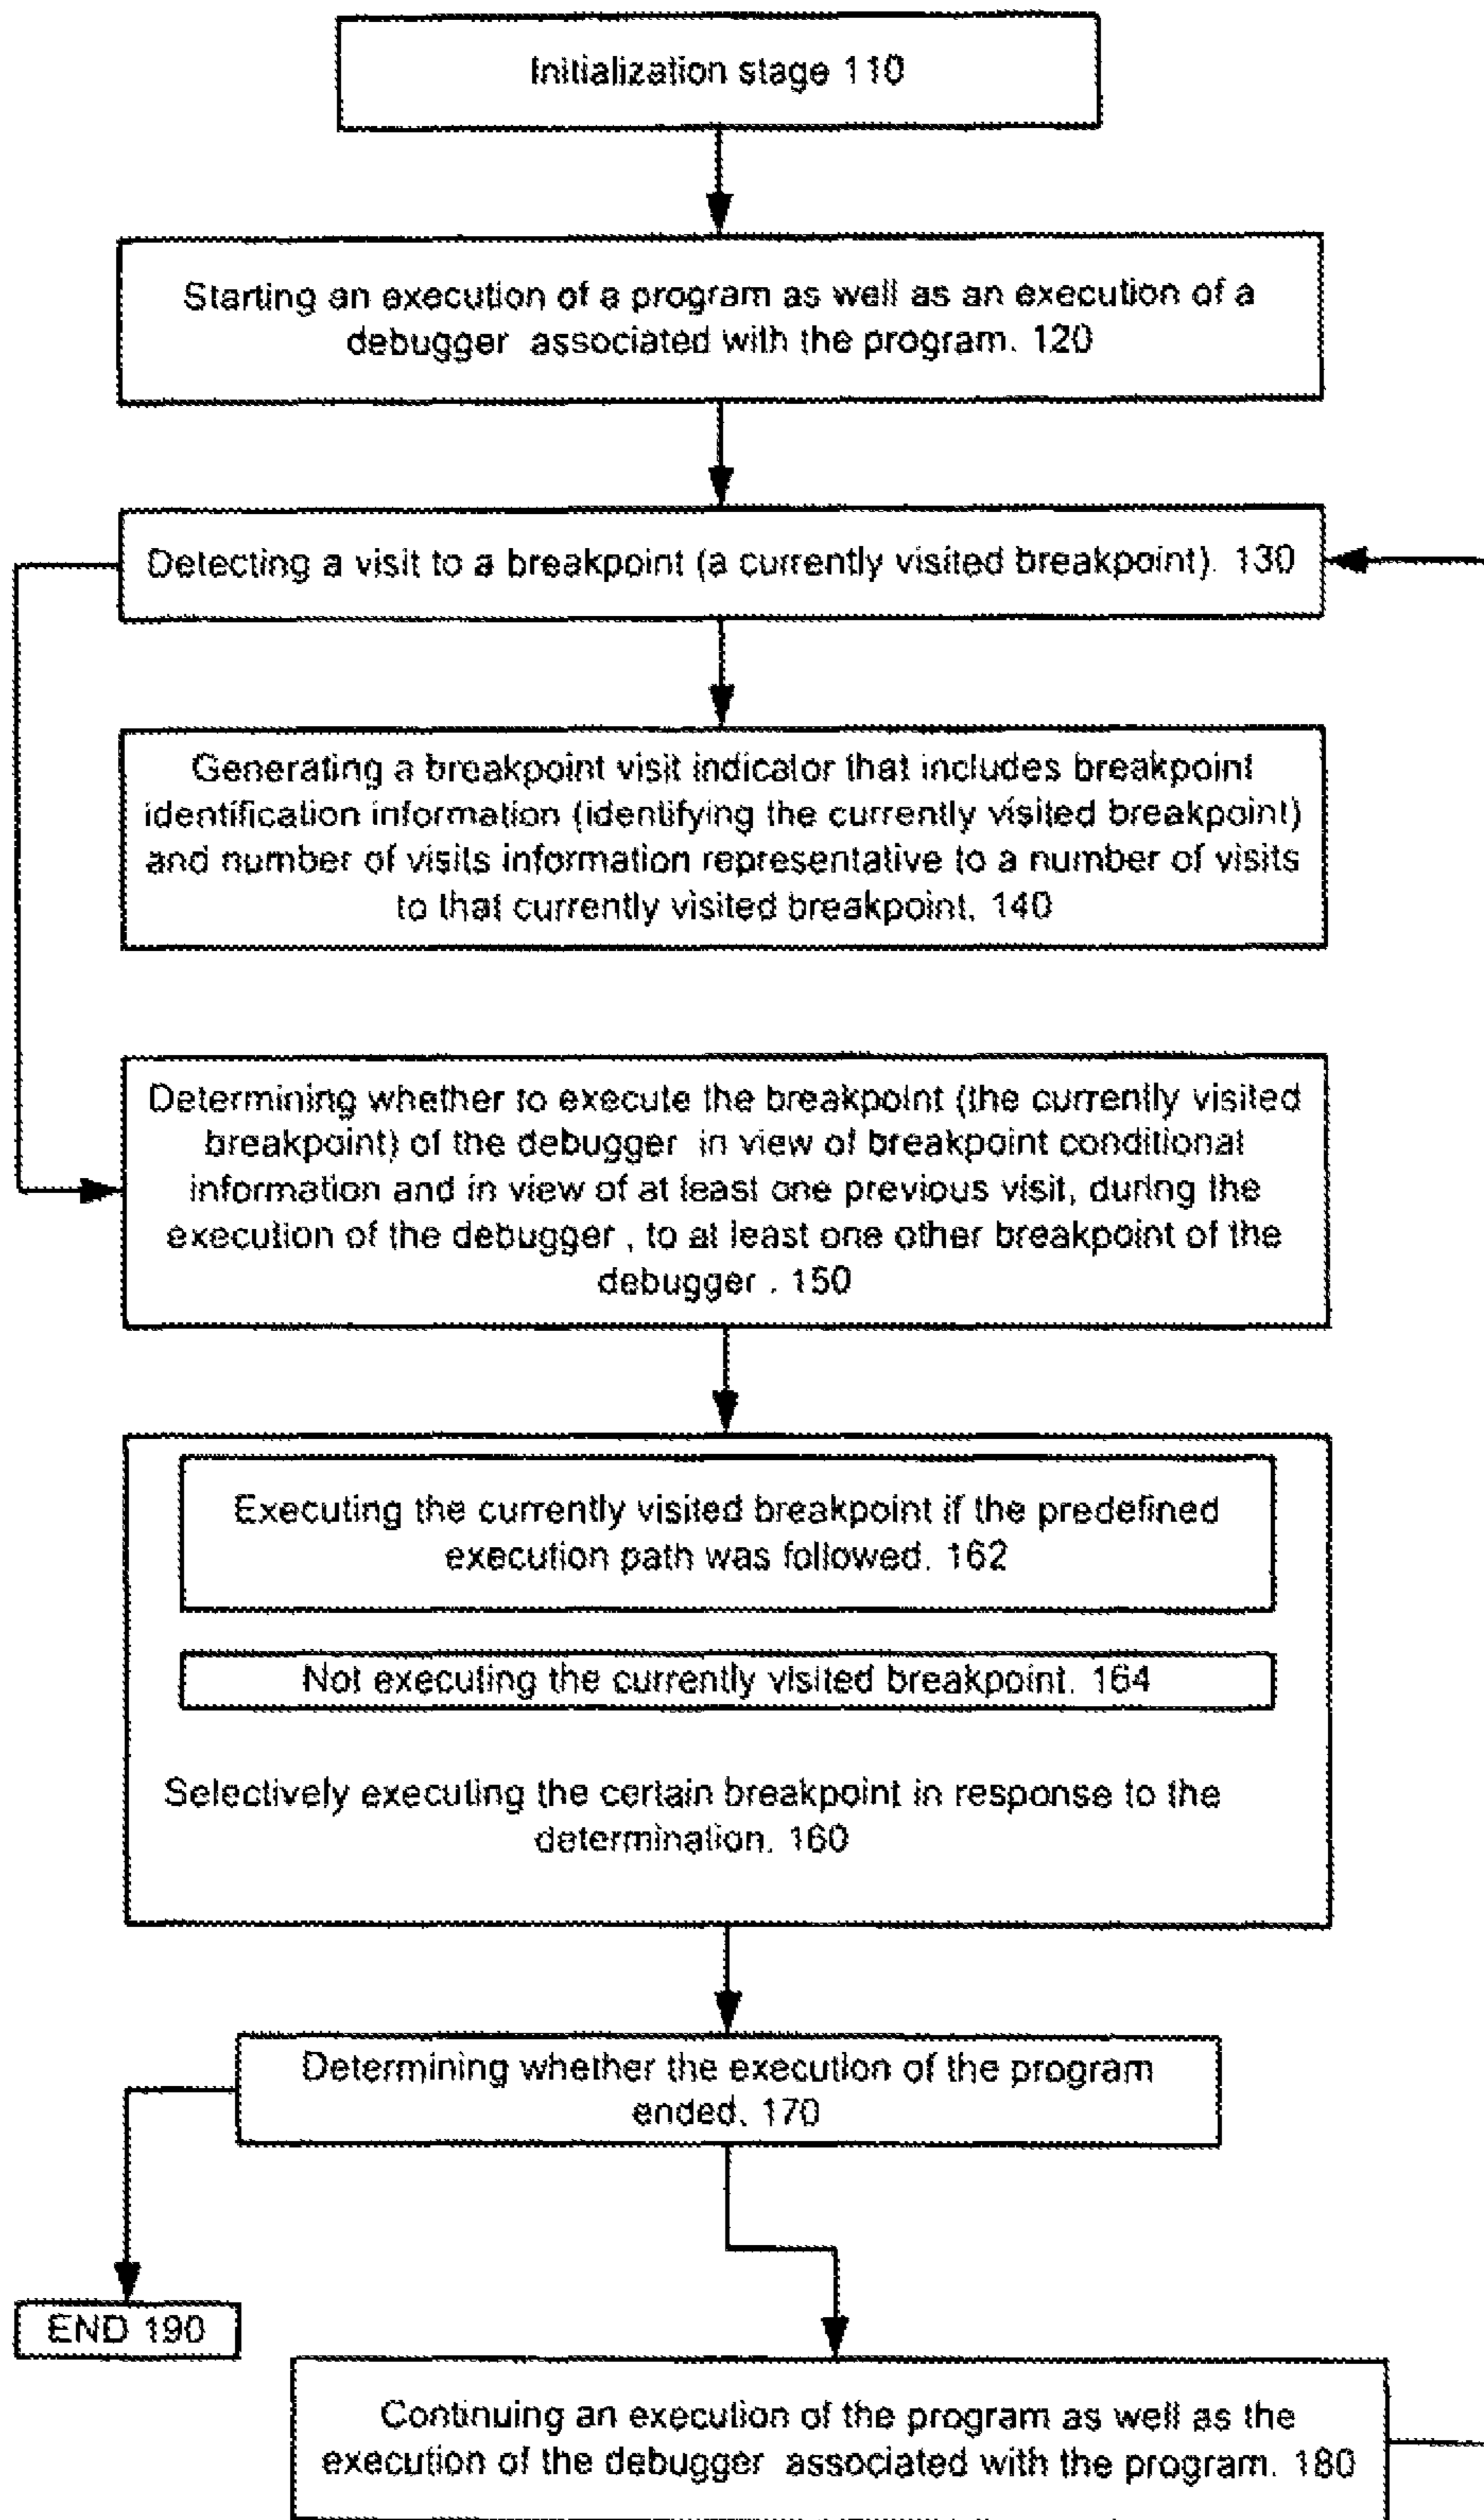 Initialization stage 110
Starting an execution of a program as well as an execution of a
debugger associated with the program. 120
Detecting a visit to a breakpoint (a currently visited breakpoint). 130
Generating a breakpoint visit indicator that includes breakpoint
identification information (identifying the currently visited breakpoint)
and number of visits information representative to a number of visits
to that currently visited breakpoint. 140
Determining whether to execute the breakpoint (the currently visited
breakpoint) of the debugger in view of breakpoint conditional
information and in view of at least one previous visit, during the
execution of the debugger , to at least one other breakpoint of the
debugger . 150
Executing the currently visited breakpoint if the predefined
execution path was followed. 162
Not executing the currently visited breakpoint. 164
Selectively executing the certain breakpoint in response to the
determination. 160
Determining whether the execution of the program
ended. 170
END 190
Continuing an execution of the program as well as the
execution of the debugger associated with the program. 180